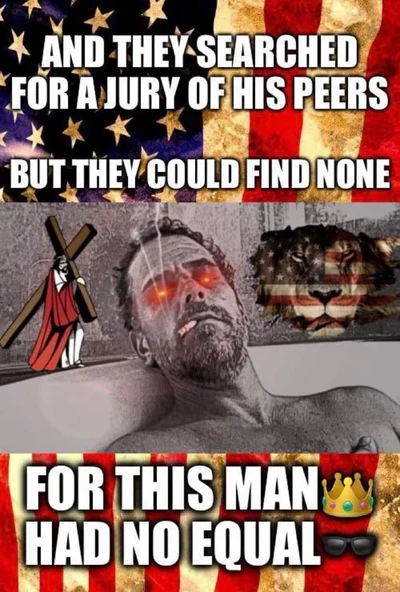 AND THEY SEARCHED
FOR A JURY OF HIS PEERS
BUT THEY COULD FIND NONE
FOR THIS MAN👑
HAD NO EQUAL🕶️